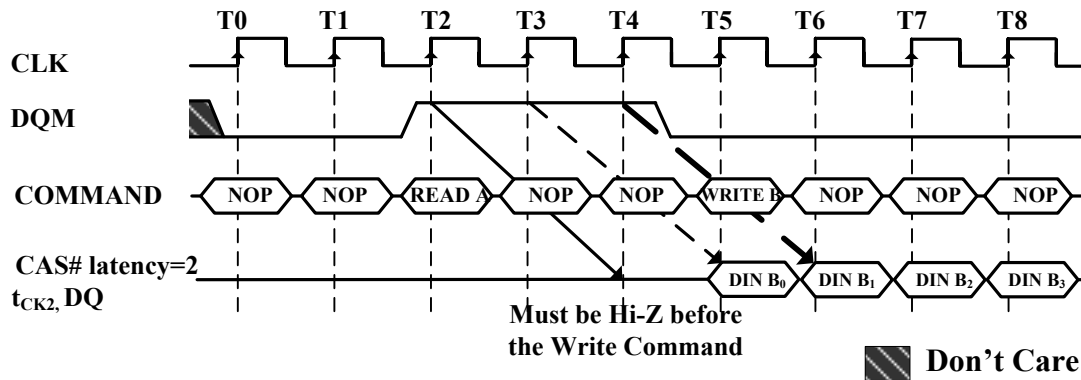 T0 T1 T2 T3 T4 T5 T6 T7 T8
CLK
DQM
COMMAND NOP NOP READ A NOP NOP WRITE B NOP NOP NOP
CAS# latency=2
tCK2, DQ DIN B0 DIN B1 DIN B2 DIN B3
Must be Hi-Z before
the Write Command
Don't Care